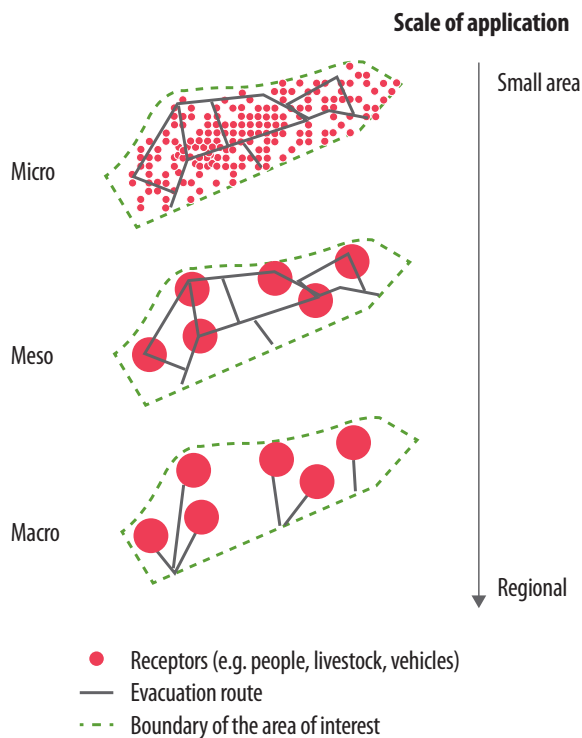 Scale of application
Small area
Micro
Meso
Macro
Regional
Receptors (e.g. people, livestock, vehicles)
Evacuation route
Boundary of the area of interest